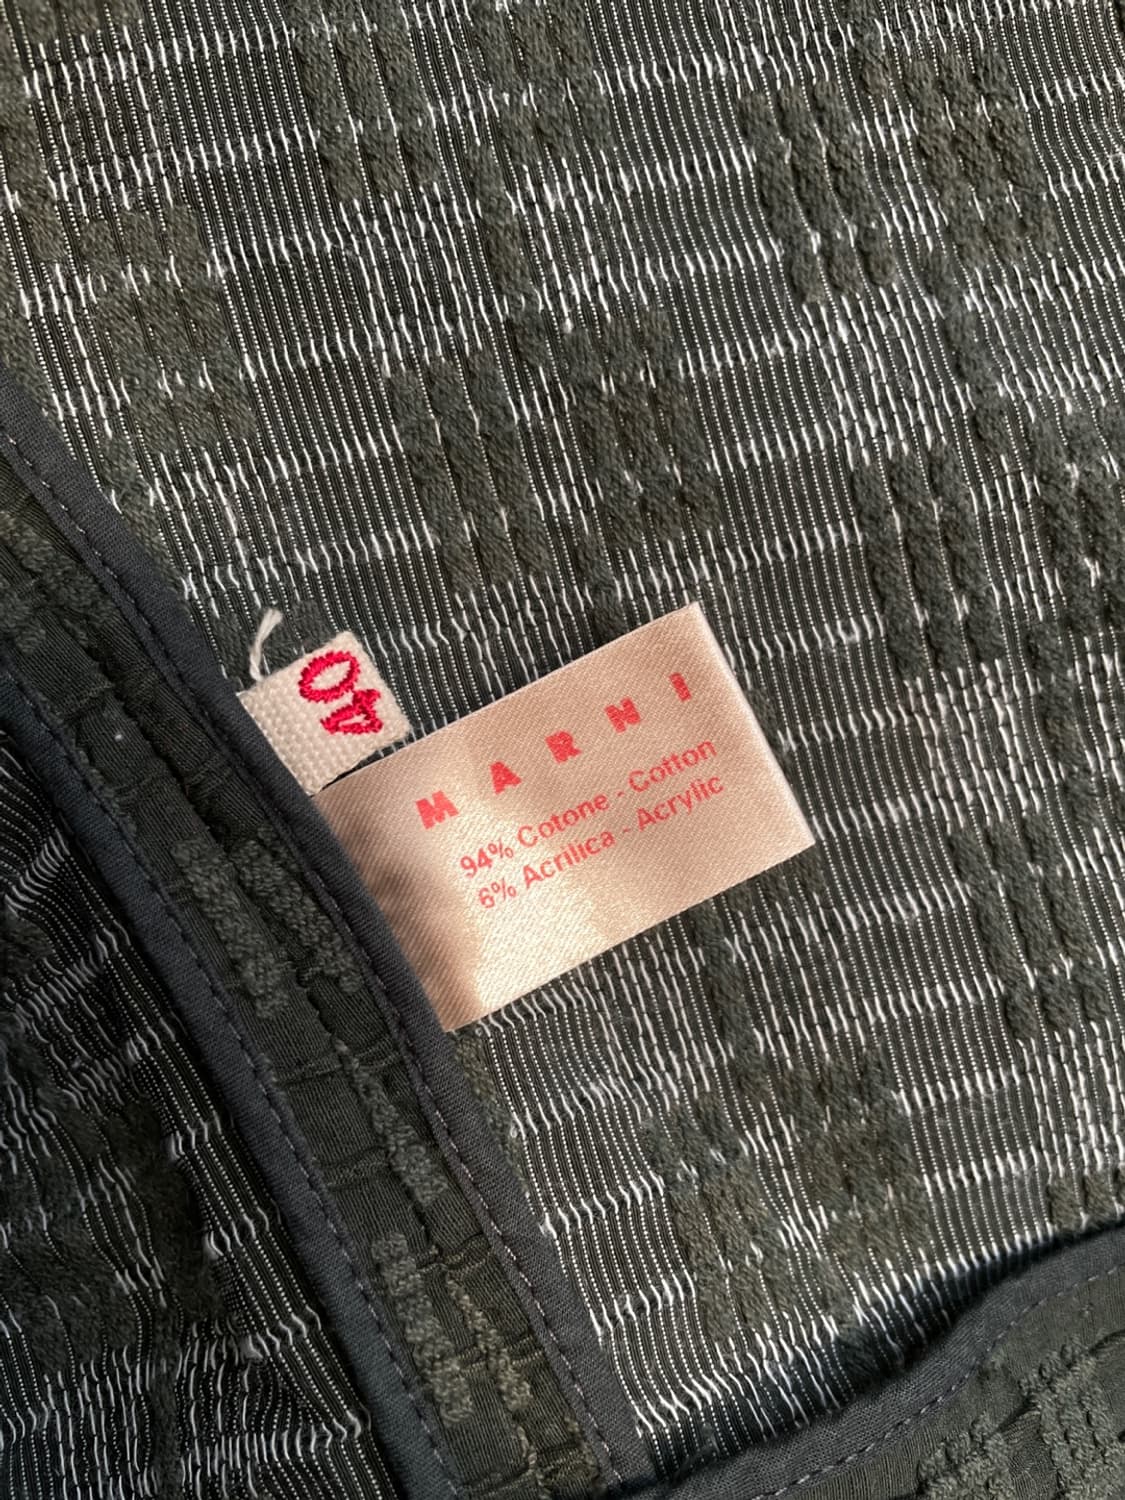 40
MARNI
94% Cotone - Cotton
6% Acrilica - Acrylic